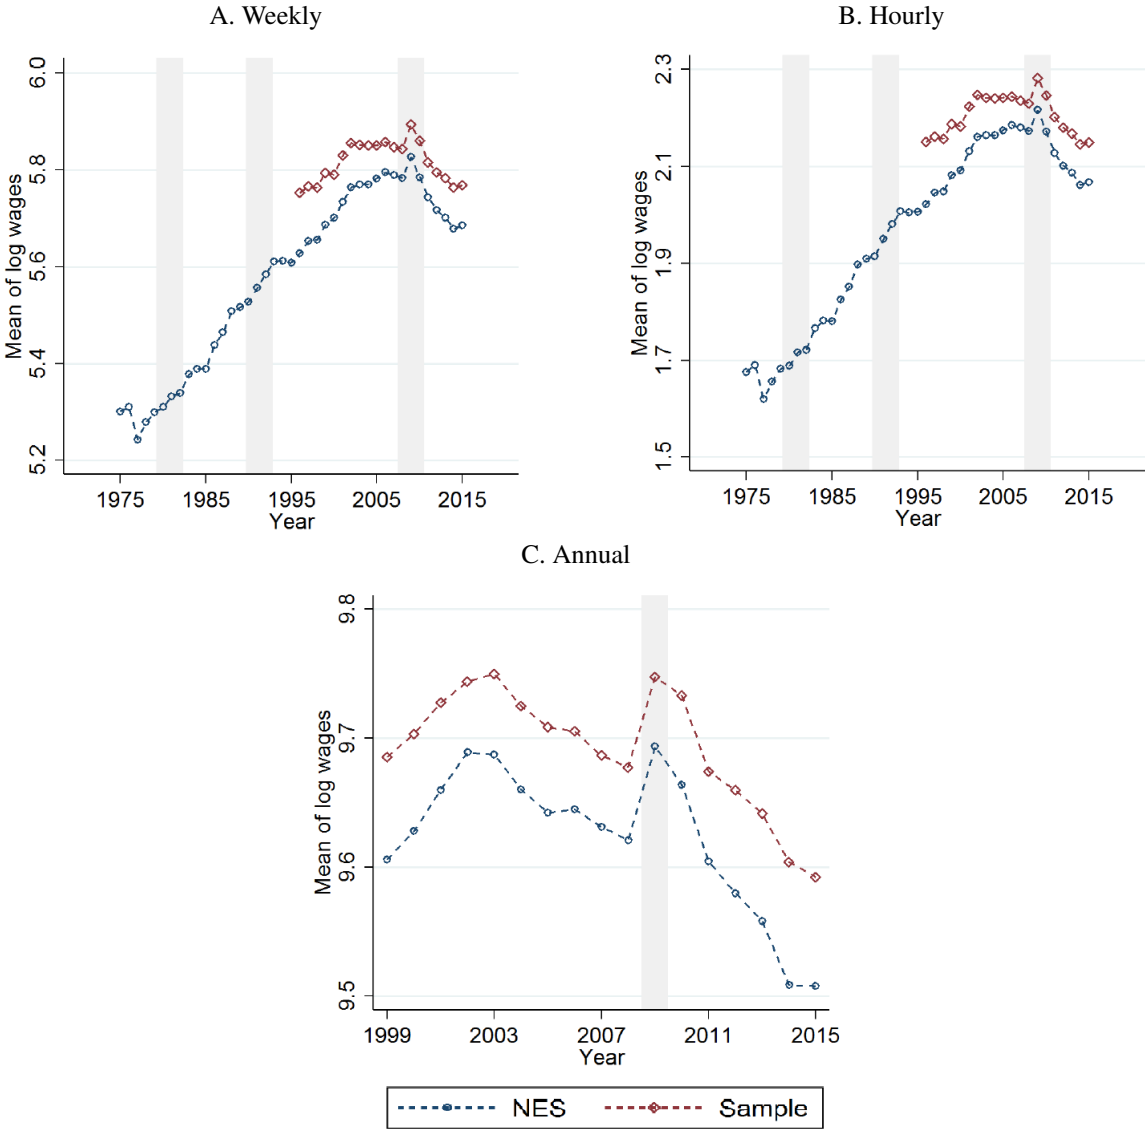 A. Weekly
B. Hourly
Mean of log wages
6.0
5.8
5.6
5.4
5.2
1975 1985 1995 2005 2015
Year
Mean of log wages
2.3
2.1
1.9
1.7
1.5
1975 1985 1995 2005 2015
Year
C. Annual
Mean of log wages
9.8
9.7
9.6
9.5
1999 2003 2007 2011 2015
Year
NES Sample